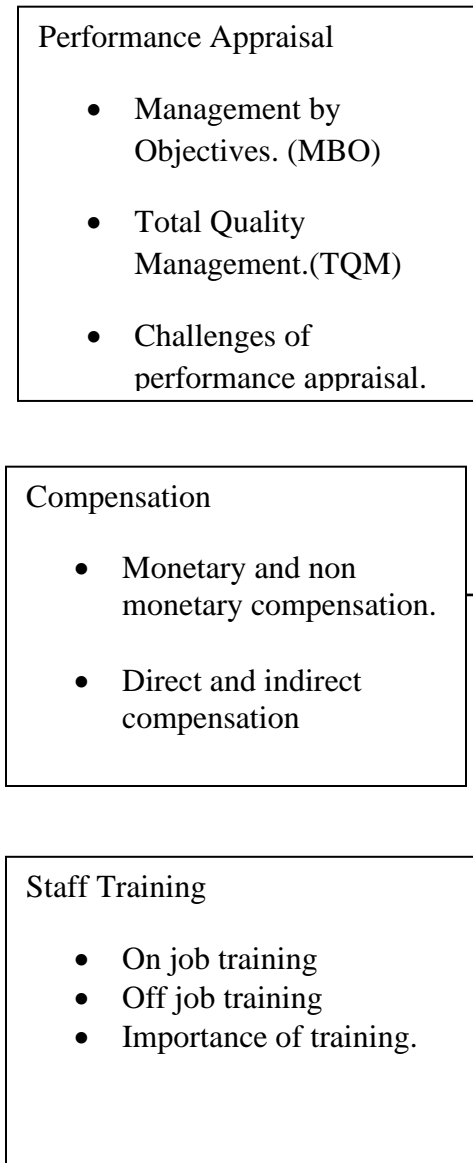 Performance Appraisal
• Management by
Objectives. (MBO)
• Total Quality
Management.(TQM)
• Challenges of
performance appraisal.
Compensation
• Monetary and non
monetary compensation.
• Direct and indirect
compensation
Staff Training
• On job training
• Off job training
• Importance of training.